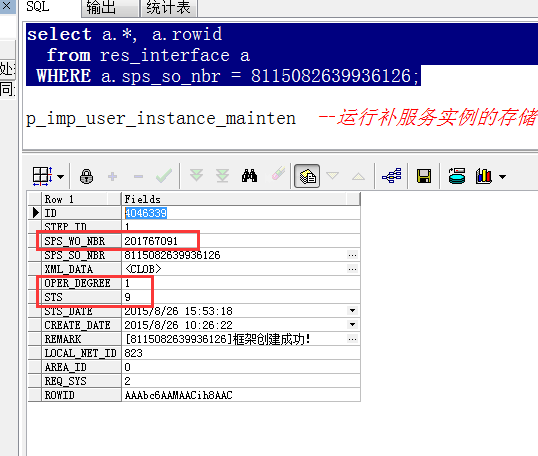 SQL 输出 统计表
select a.*, a.rowid
from res_interface a
WHERE a.sps_so_nbr = 8115082639936126;
处理
同
p_imp_user_instance_mainten --运行补服务实例的存储
Row 1 Fields
ID 4046339
STEP_ID 1
SPS_WO_NBR 201767091
SPS_SO_NBR 8115082639936126 ...
XML_DATA <CLOB> ...
OPER_DEGREE 1
STS 9
STS_DATE 2015/8/26 15:53:18
CREATE_DATE 2015/8/26 10:26:22
REMARK [8115082639936126]框架创建成功! ...
LOCAL_NET_ID 823
AREA_ID 0
REQ_SYS 2
ROWID AAAbc6AAMAACih8AAC